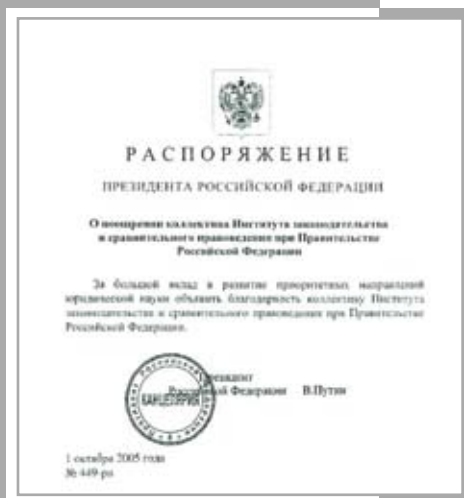 РАСПОРЯЖЕНИЕ
ПРЕЗИДЕНТА РОССИЙСКОЙ ФЕДЕРАЦИИ
О поощрении коллектива Института законодательства
и сравнительного правоведения при Правительстве
Российской Федерации
За большой вклад в развитие приоритетных направлений
юридической науки объявить благодарность коллективу Института
законодательства и сравнительного правоведения при Правительстве
Российской Федерации.
Президент
Российской Федерации В.Путин
КАНЦЕЛЯРИЯ
1 октября 2005 года
№ 449-рп